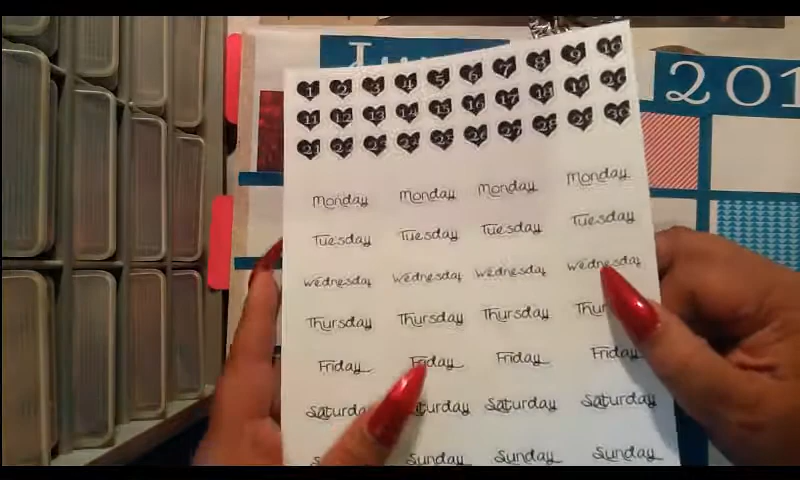 1 2 3 4 5 6 7 8 9 10
11 12 13 14 15 16 17 18 19 20
21 22 23 24 25 26 27 28 29 30
Monday Monday Monday Monday
Tuesday Tuesday Tuesday Tuesday
Wednesday Wednesday Wednesday Wednesday
Thursday Thursday Thursday
Friday Friday Friday Friday
Saturday Saturday Saturday Saturday
Sunday Sunday Sunday
201